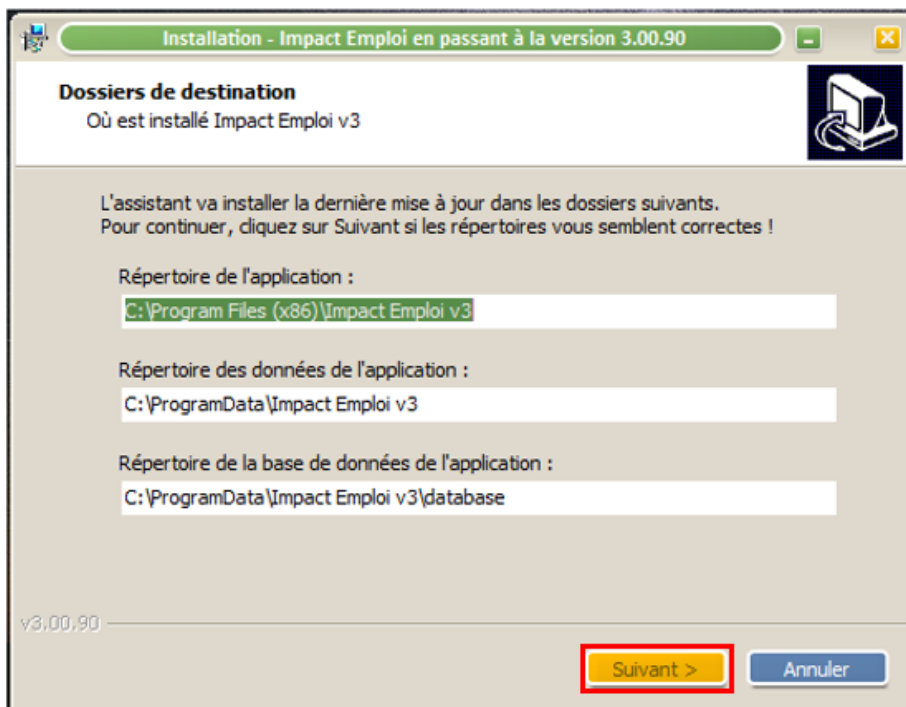 Installation - Impact Emploi en passant à la version 3.00.90
Dossiers de destination
Où est installé Impact Emploi v3
L'assistant va installer la dernière mise à jour dans les dossiers suivants.
Pour continuer, cliquez sur Suivant si les répertoires vous semblent correctes !
Répertoire de l'application :
C:\Program Files (x86)\Impact Emploi v3
Répertoire des données de l'application :
C:\ProgramData\Impact Emploi v3
Répertoire de la base de données de l'application :
C:\ProgramData\Impact Emploi v3\database
v3.00.90
Suivant >
Annuler